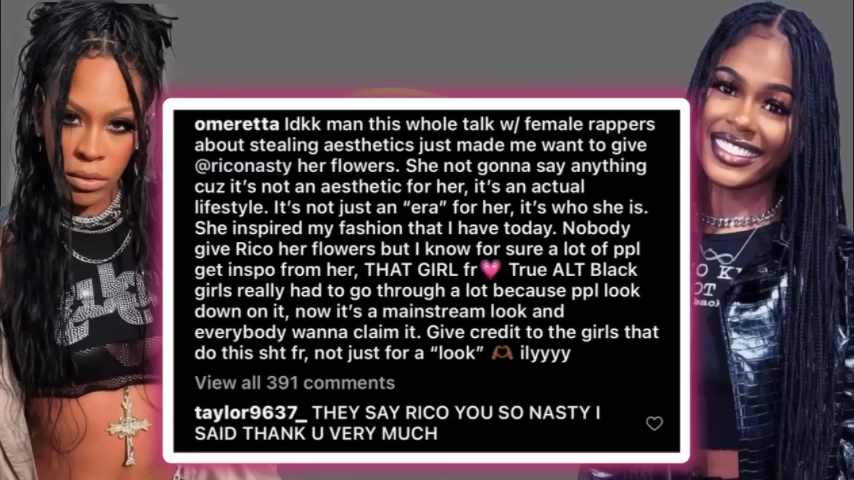 omeretta Idkk man this whole talk w/ female rappers
about stealing aesthetics just made me want to give
@riconasty her flowers. She not gonna say anything
cuz it's not an aesthetic for her, it's an actual
lifestyle. It's not just an “era” for her, it's who she is.
She inspired my fashion that I have today. Nobody
give Rico her flowers but I know for sure a lot of ppl
get inspo from her, THAT GIRL fr💗 True ALT Black
girls really had to go through a lot because ppl look
down on it, now it's a mainstream look and
everybody wanna claim it. Give credit to the girls that
do this sht fr, not just for a “look” 🫶🏾 ilyyyy
View all 391 comments
taylor9637_ THEY SAY RICO YOU SO NASTY I
SAID THANK U VERY MUCH